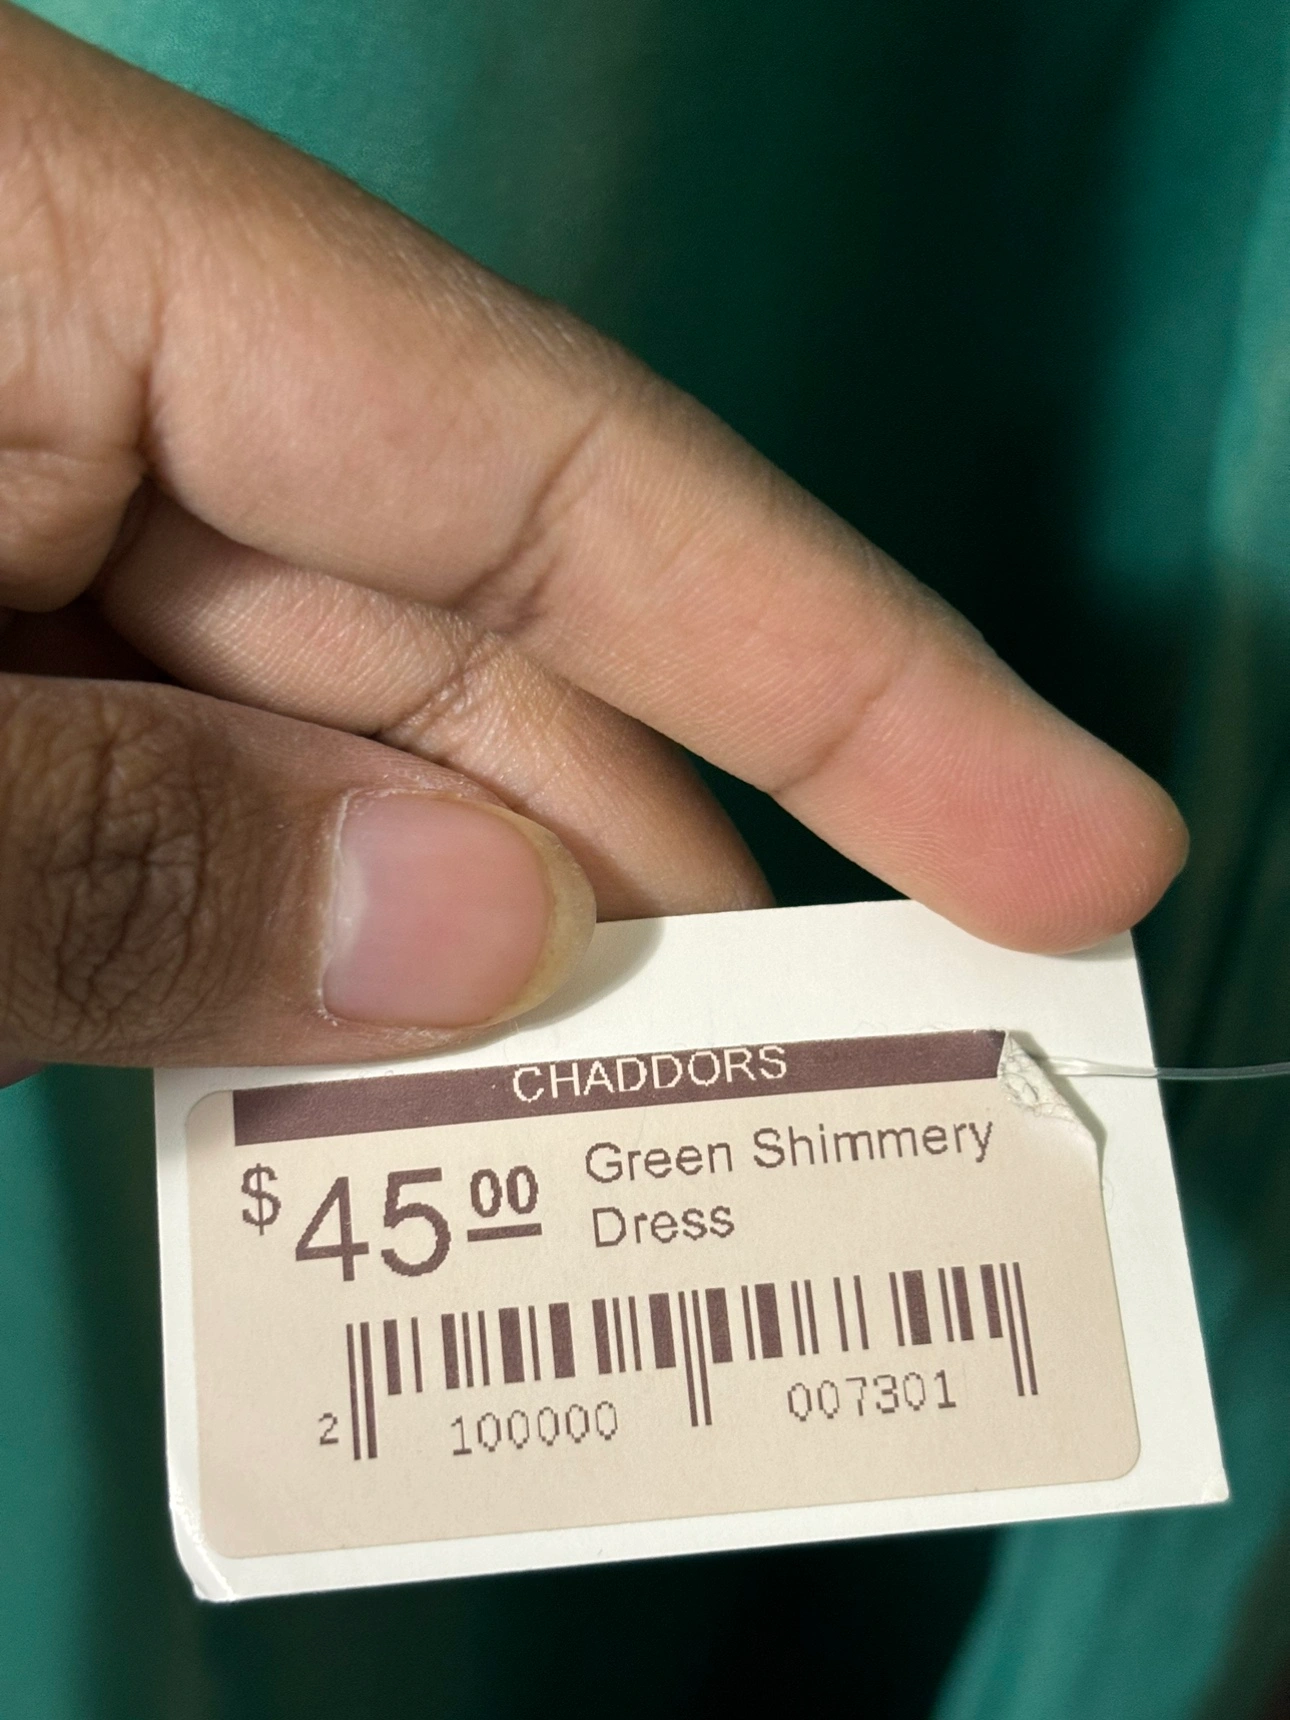 CHADDORS
$45.00 Green Shimmery
Dress
2 100000 007301